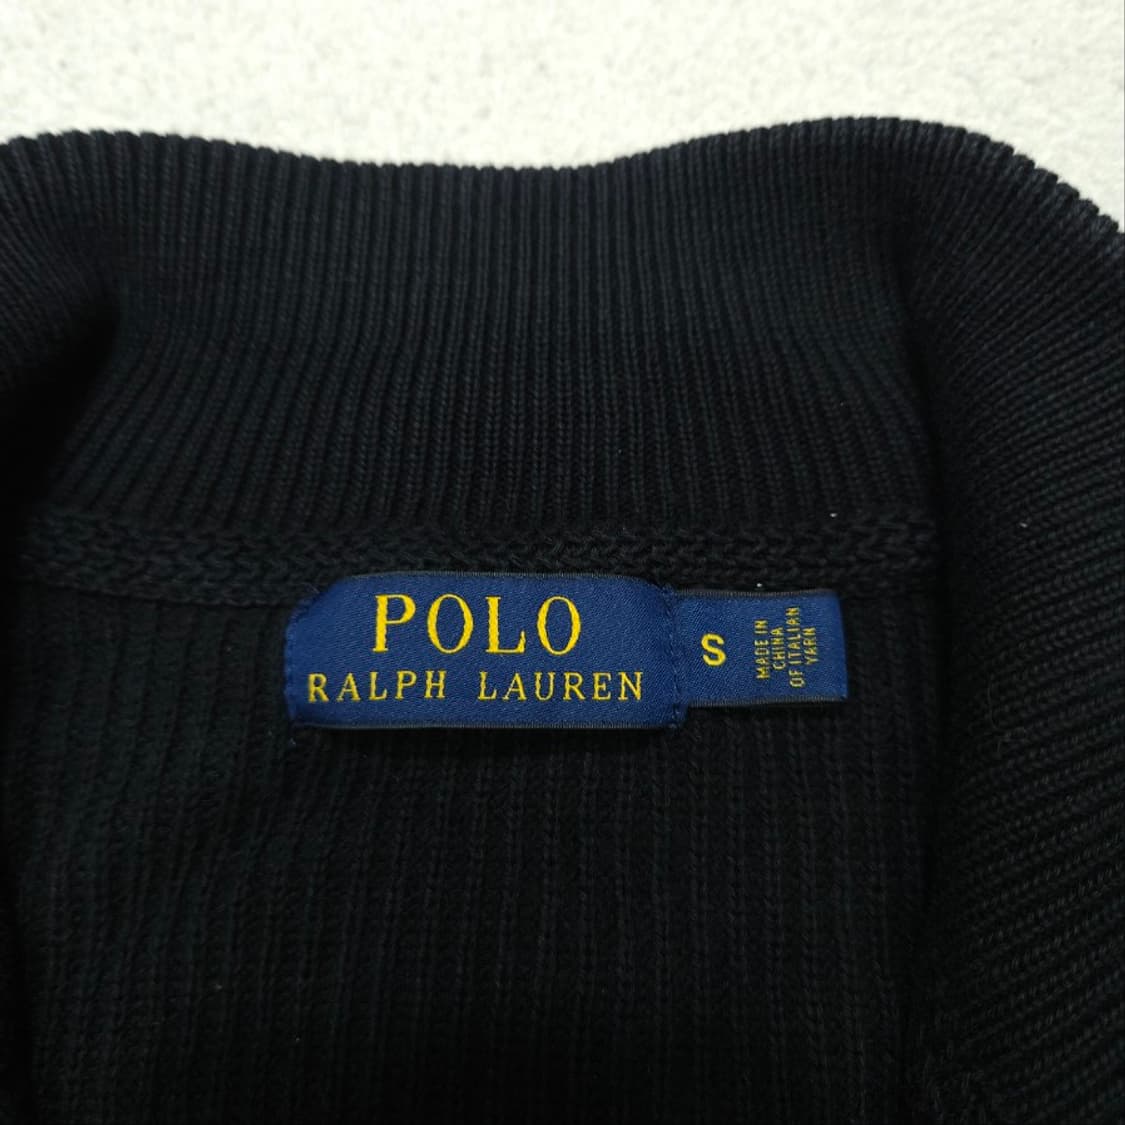 POLO
RALPH LAUREN
S
MADE IN
CHINA
OF ITALIAN
YARN